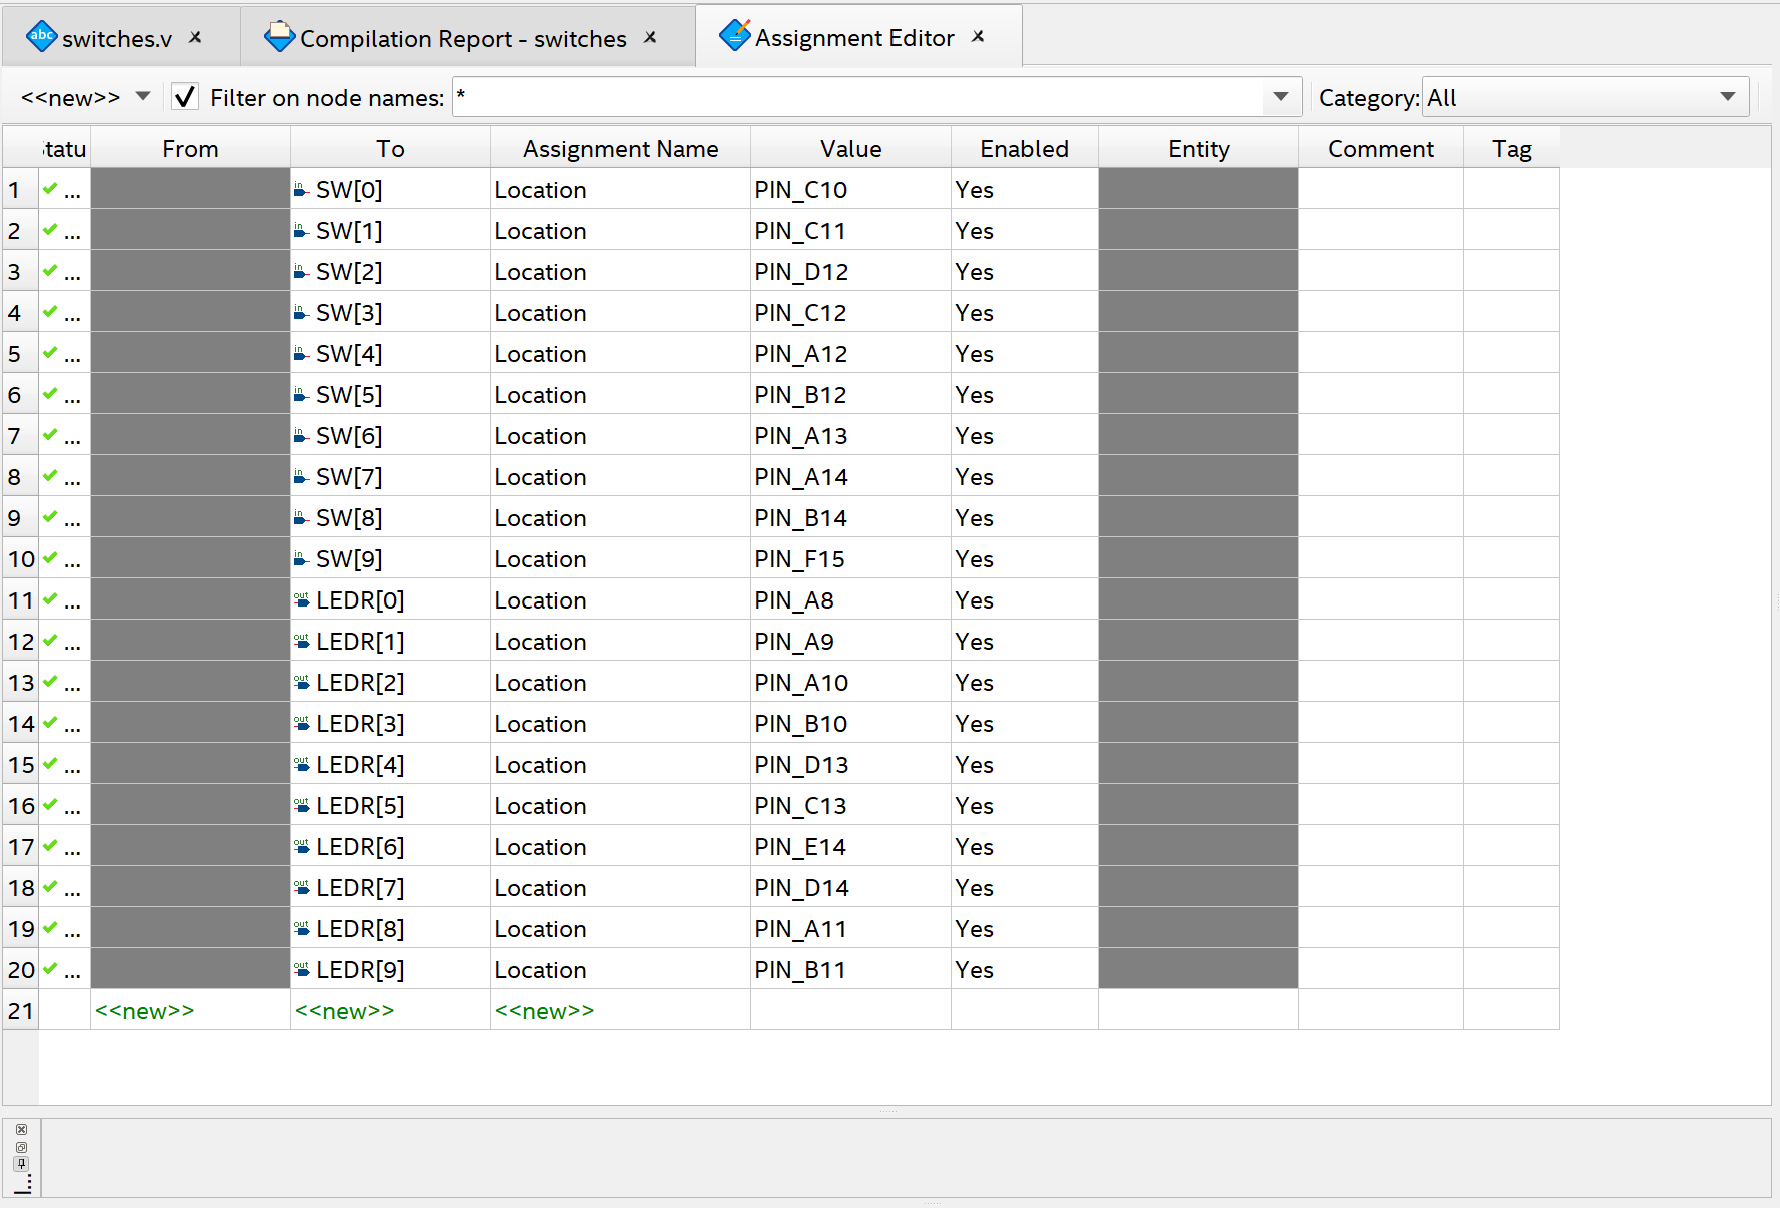 abc switches.v
Compilation Report - switches
Assignment Editor
<<new>> Filter on node names: * Category: All
tatu From To Assignment Name Value Enabled Entity Comment Tag
1 ... in SW[0] Location PIN_C10 Yes
2 ... in SW[1] Location PIN_C11 Yes
3 ... in SW[2] Location PIN_D12 Yes
4 ... in SW[3] Location PIN_C12 Yes
5 ... in SW[4] Location PIN_A12 Yes
6 ... in SW[5] Location PIN_B12 Yes
7 ... in SW[6] Location PIN_A13 Yes
8 ... in SW[7] Location PIN_A14 Yes
9 ... in SW[8] Location PIN_B14 Yes
10 ... in SW[9] Location PIN_F15 Yes
11 ... out LEDR[0] Location PIN_A8 Yes
12 ... out LEDR[1] Location PIN_A9 Yes
13 ... out LEDR[2] Location PIN_A10 Yes
14 ... out LEDR[3] Location PIN_B10 Yes
15 ... out LEDR[4] Location PIN_D13 Yes
16 ... out LEDR[5] Location PIN_C13 Yes
17 ... out LEDR[6] Location PIN_E14 Yes
18 ... out LEDR[7] Location PIN_D14 Yes
19 ... out LEDR[8] Location PIN_A11 Yes
20 ... out LEDR[9] Location PIN_B11 Yes
21 <<new>> <<new>> <<new>>